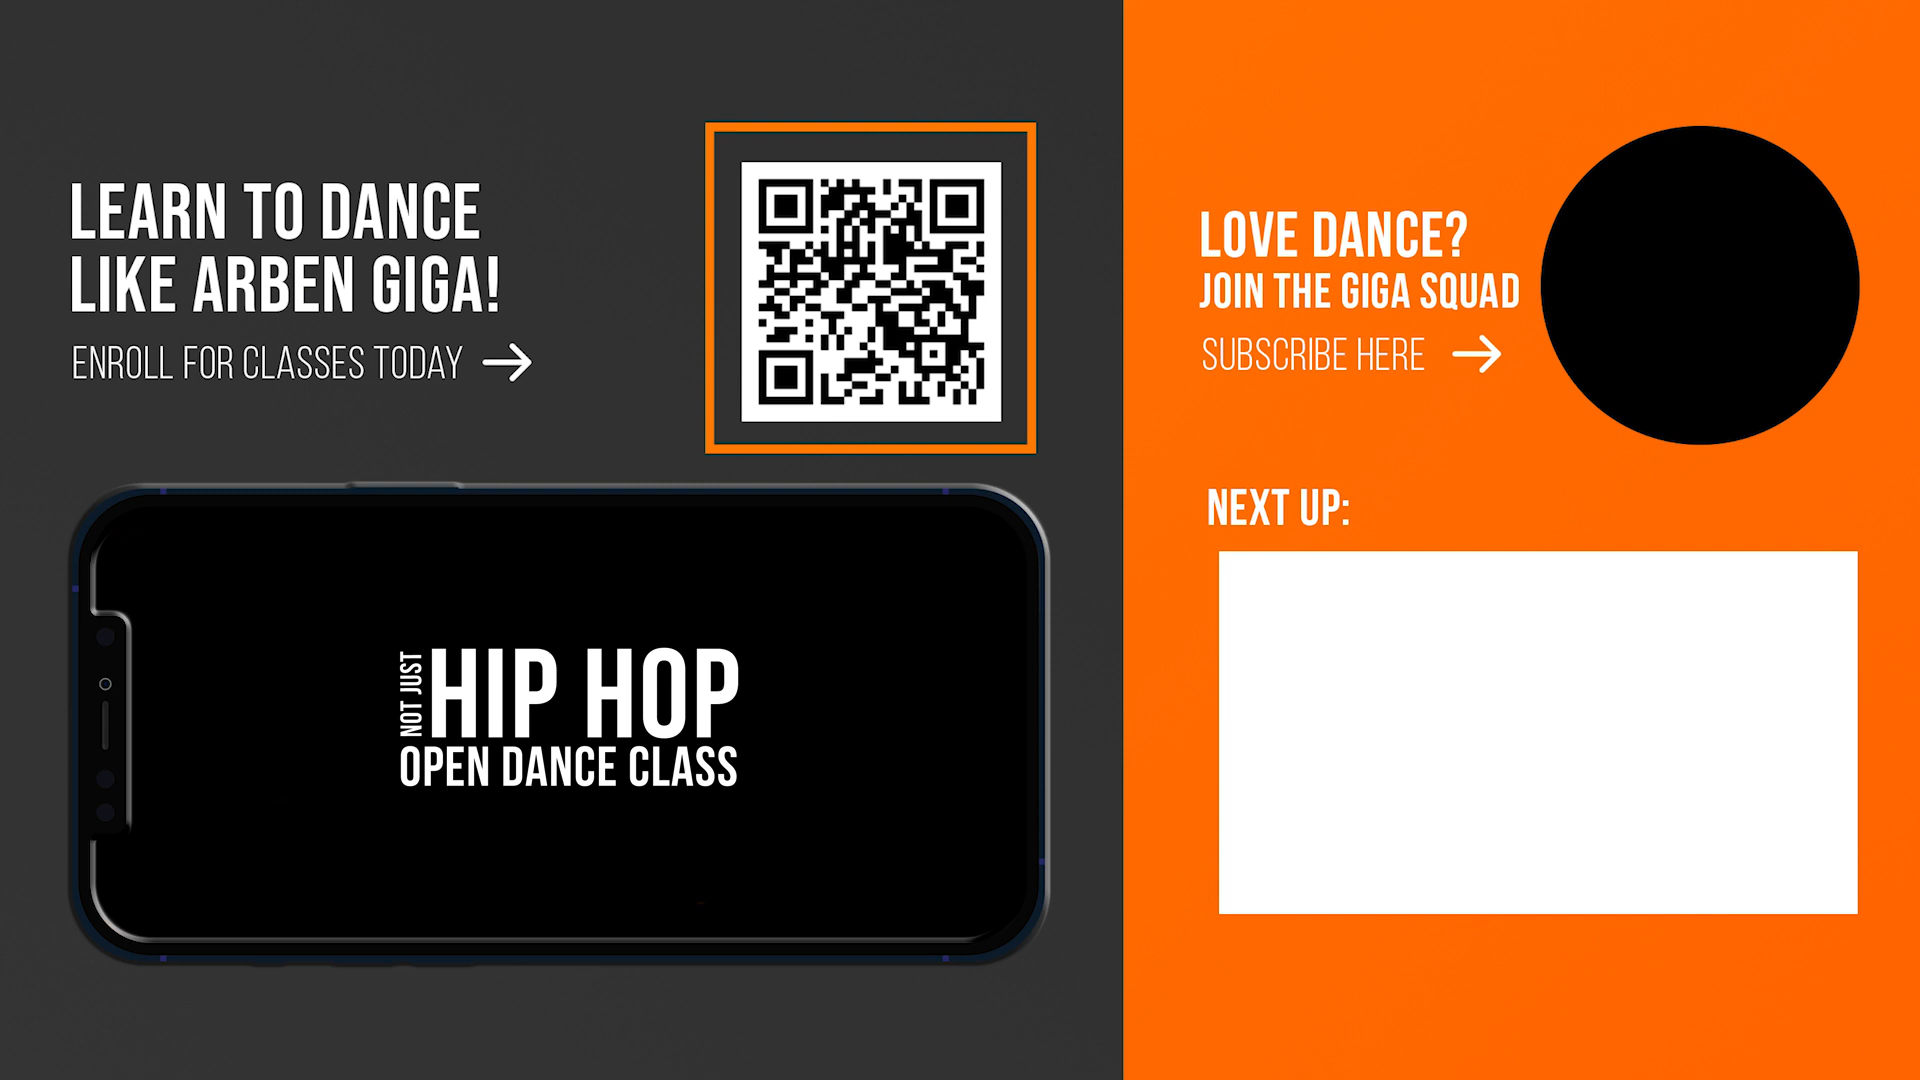 LEARN TO DANCE
LIKE ARBEN GIGA!
ENROLL FOR CLASSES TODAY
NOT JUST
HIP HOP
OPEN DANCE CLASS
LOVE DANCE?
JOIN THE GIGA SQUAD
SUBSCRIBE HERE
NEXT UP: